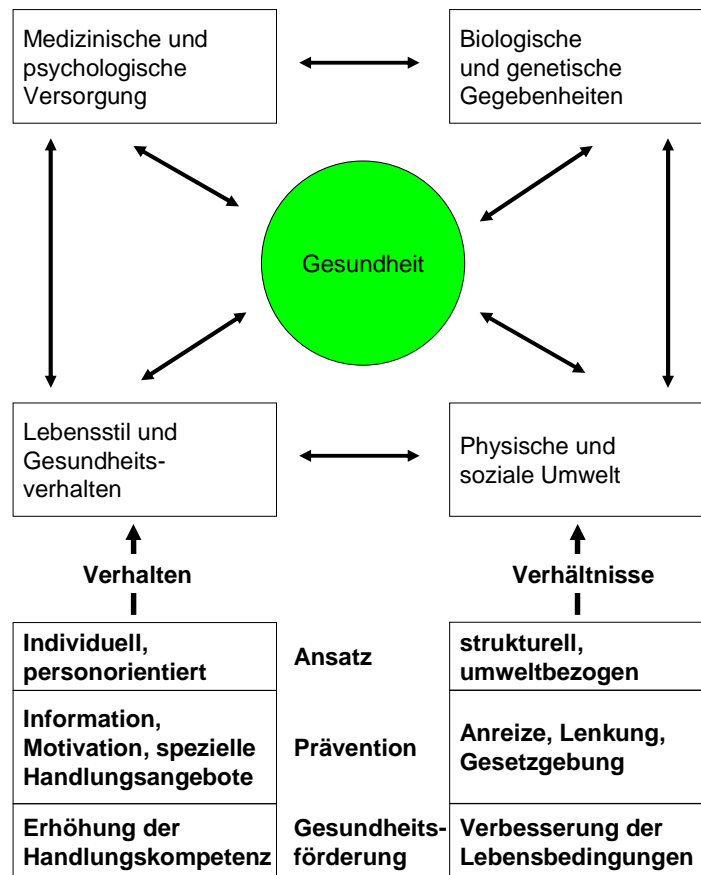 Medizinische und
psychologische
Versorgung
Biologische
und genetische
Gegebenheiten
Gesundheit
Lebensstil und
Gesundheits-
verhalten
Physische und
soziale Umwelt
Verhalten
Verhältnisse
Individuell,
personorientiert
Ansatz
strukturell,
umweltbezogen
Information,
Motivation, spezielle
Handlungsangebote
Prävention
Anreize, Lenkung,
Gesetzgebung
Erhöhung der
Handlungskompetenz
Gesundheits-
förderung
Verbesserung der
Lebensbedingungen